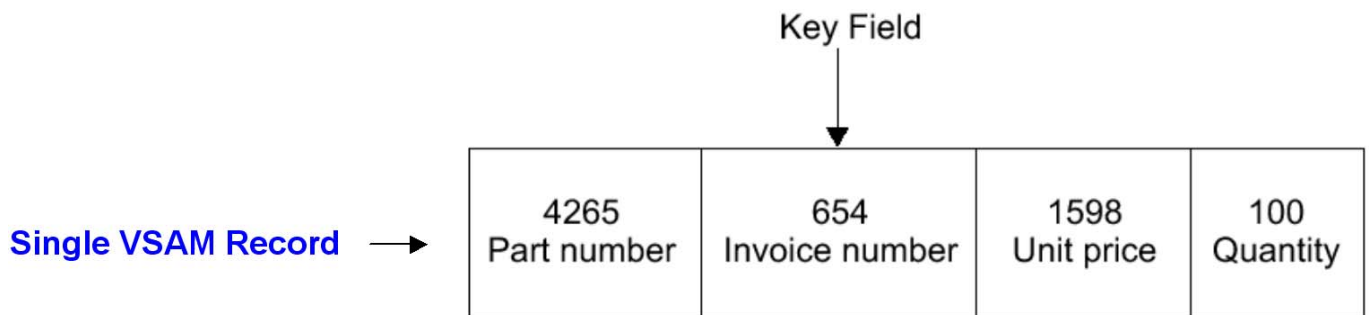 Key Field
Single VSAM Record
4265
Part number
654
Invoice number
1598
Unit price
100
Quantity